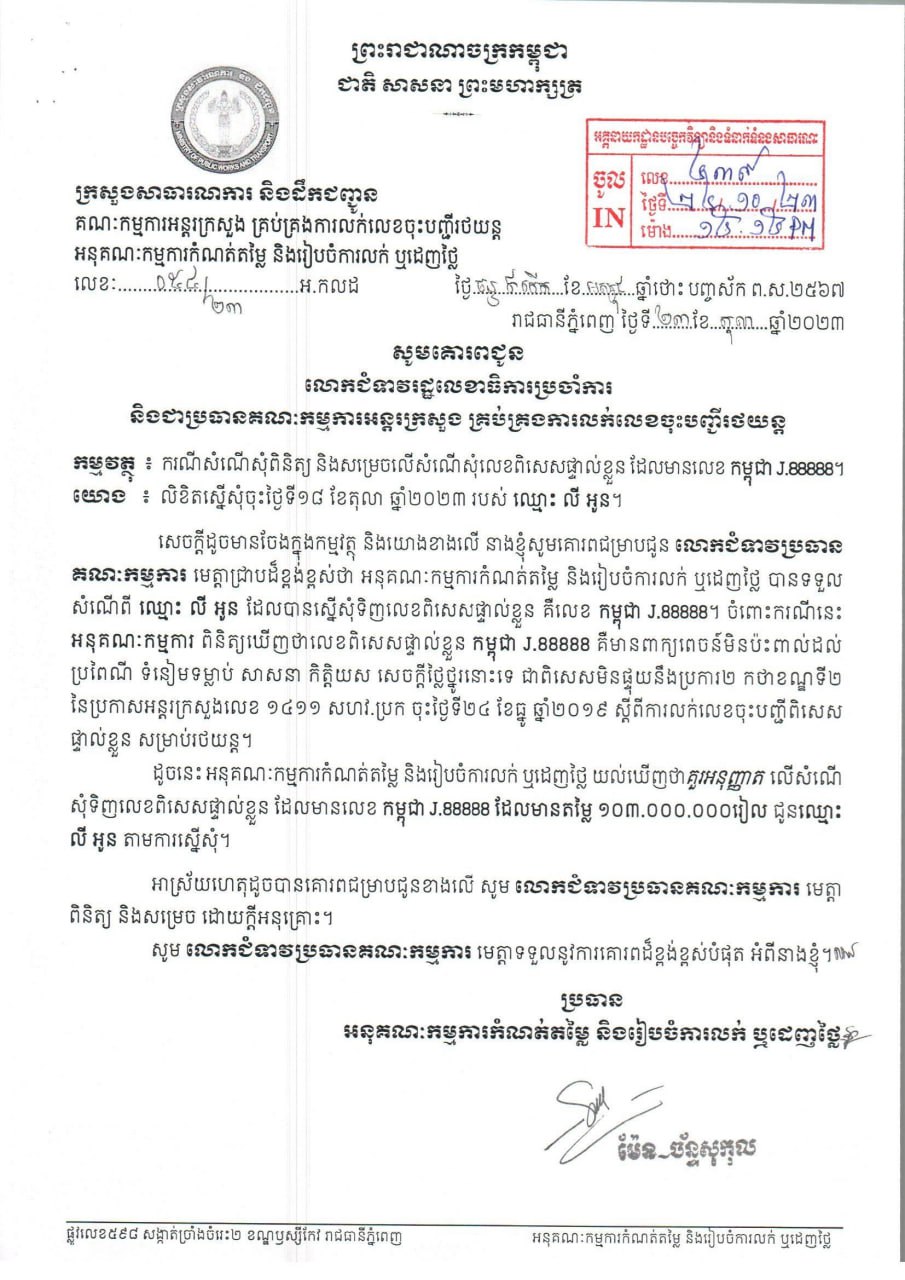 ព្រះរាជាណាចក្រកម្ពុជា
ជាតិ សាសនា ព្រះមហាក្សត្រ
MINISTRY OF PUBLIC WORKS AND TRANSPORT
អគ្គនាយកដ្ឋានបច្ចេកវិទ្យានិងទំនាក់ទំនងសាធារណៈ
ចូល
IN
លេខ ៤៣៩
ថ្ងៃទី ១០ / ២៣
ម៉ោង PM
ក្រសួងសាធារណការ និងដឹកជញ្ជូន
គណៈកម្មការអន្តរក្រសួង គ្រប់គ្រងការលក់លេខចុះបញ្ជីរថយន្ត
អនុគណៈកម្មការកំណត់តម្លៃ និងរៀបចំការលក់ ឬដេញថ្លៃ
លេខៈ ០៥៨/២៣ អ.កលដ
ថ្ងៃ ខែ ឆ្នាំថោះ បញ្ចស័ក ព.ស.២៥៦៧
រាជធានីភ្នំពេញ ថ្ងៃទី ២៣ ខែ តុលា ឆ្នាំ២០២៣
សូមគោរពជូន
លោកជំទាវរដ្ឋលេខាធិការប្រចាំការ
និងជាប្រធានគណៈកម្មការអន្តរក្រសួង គ្រប់គ្រងការលក់លេខចុះបញ្ជីរថយន្ត
កម្មវត្ថុ ៖ ករណីសំណើសុំពិនិត្យ និងសម្រេចលើសំណើសុំលេខពិសេសផ្ទាល់ខ្លួន ដែលមានលេខ កម្ពុជា J.88888។
យោង ៖ លិខិតស្នើសុំចុះថ្ងៃទី១៨ ខែតុលា ឆ្នាំ២០២៣ របស់ ឈ្មោះ លី អូន។
សេចក្តីដូចមានចែងក្នុងកម្មវត្ថុ និងយោងខាងលើ នាងខ្ញុំសូមគោរពជម្រាបជូន លោកជំទាវប្រធាន
គណៈកម្មការ មេត្តាជ្រាបដ៏ខ្ពង់ខ្ពស់ថា អនុគណៈកម្មការកំណត់តម្លៃ និងរៀបចំការលក់ ឬដេញថ្លៃ បានទទួល
សំណើពី ឈ្មោះ លី អូន ដែលបានស្នើសុំទិញលេខពិសេសផ្ទាល់ខ្លួន គឺលេខ កម្ពុជា J.88888។ ចំពោះករណីនេះ
អនុគណៈកម្មការ ពិនិត្យឃើញថាលេខពិសេសផ្ទាល់ខ្លួន កម្ពុជា J.88888 គឺមានពាក្យពេចន៍មិនប៉ះពាល់ដល់
ប្រពៃណី ទំនៀមទម្លាប់ សាសនា កិត្តិយស សេចក្តីថ្លៃថ្នូរនោះទេ ជាពិសេសមិនផ្ទុយនឹងប្រការ២ កថាខណ្ឌទី២
នៃប្រកាសអន្តរក្រសួងលេខ ១៤១១ សហវ.ប្រក ចុះថ្ងៃទី២៤ ខែធ្នូ ឆ្នាំ២០១៩ ស្តីពីការលក់លេខចុះបញ្ជីពិសេស
ផ្ទាល់ខ្លួន សម្រាប់រថយន្ត។
ដូចនេះ អនុគណៈកម្មការកំណត់តម្លៃ និងរៀបចំការលក់ ឬដេញថ្លៃ យល់ឃើញថាគួរអនុញ្ញាត លើសំណើ
សុំទិញលេខពិសេសផ្ទាល់ខ្លួន ដែលមានលេខ កម្ពុជា J.88888 ដែលមានតម្លៃ ១០៣.០០០.០០០រៀល ជូនឈ្មោះ
លី អូន តាមការស្នើសុំ។
អាស្រ័យហេតុដូចបានគោរពជម្រាបជូនខាងលើ សូម លោកជំទាវប្រធានគណៈកម្មការ មេត្តា
ពិនិត្យ និងសម្រេច ដោយក្តីអនុគ្រោះ។
សូម លោកជំទាវប្រធានគណៈកម្មការ មេត្តាទទួលនូវការគោរពដ៏ខ្ពង់ខ្ពស់បំផុត អំពីនាងខ្ញុំ។
ប្រធាន
អនុគណៈកម្មការកំណត់តម្លៃ និងរៀបចំការលក់ ឬដេញថ្លៃ
ម៉ែន ច័ន្ទសុកុល
ផ្លូវលេខ៥៩៨ សង្កាត់ច្រាំងចំរេះ២ ខណ្ឌឫស្សីកែវ រាជធានីភ្នំពេញ
អនុគណៈកម្មការកំណត់តម្លៃ និងរៀបចំការលក់ ឬដេញថ្លៃ